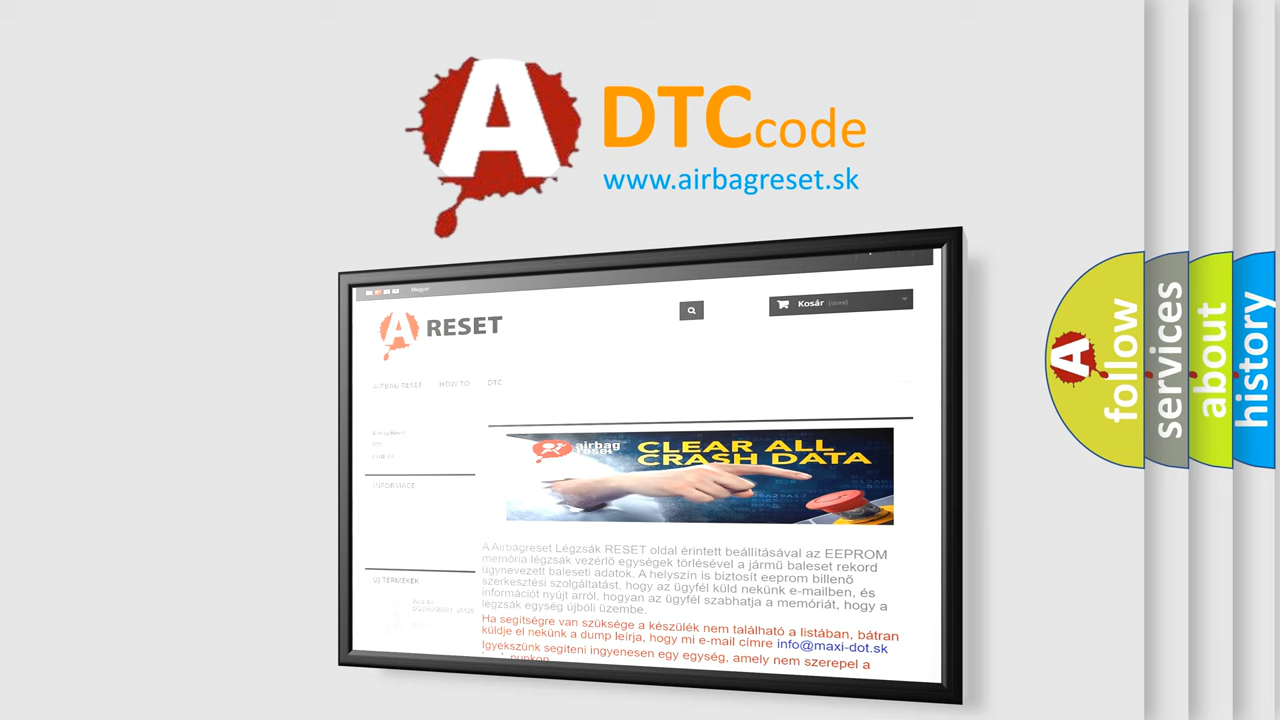 A DTCcode
www.airbagreset.sk
Magyar
A RESET
Kosár (üres)
AIRBAG RESET HOW TO DTC
INFORMACE
airbag
reset
CLEAR ALL
CRASH DATA
A Airbagreset Légzsák RESET oldal érintett beállításával az EEPROM
memória légzsák vezérlő egységek törlésével a jármű baleset rekord
úgynevezett baleseti adatok. A helyszín is biztosít eeprom billenő
szerkesztési szolgáltatást, hogy az ügyfél küld nekünk e-mailben, és
információt nyújt arról, hogyan az ügyfél szabhatja a memóriát, hogy a
légzsák egység újbóli üzembe.
Ha segítségre van szüksége a készülék nem található a listában, bátran
küldje el nekünk a dump leírja, hogy mi e-mail címre info@maxi-dot.sk
Igyekszünk segíteni ingyenesen egy egység, amely nem szerepel a
ÚJ TERMÉKEK
A follow
services
about
history